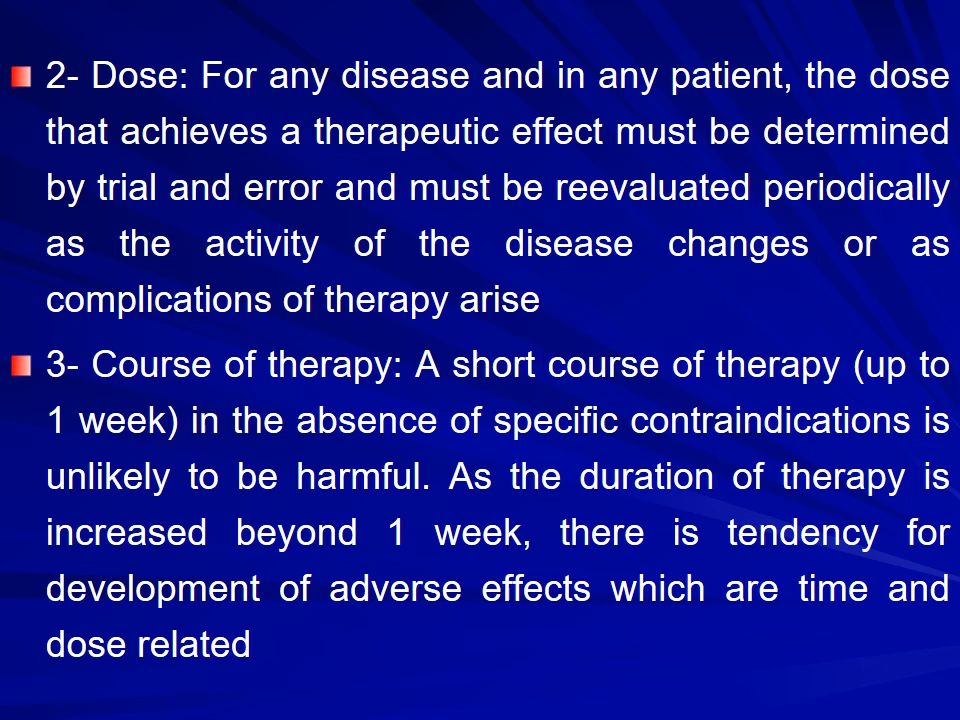 2- Dose: For any disease and in any patient, the dose
that achieves a therapeutic effect must be determined
by trial and error and must be reevaluated periodically
as the activity of the disease changes or as
complications of therapy arise
3- Course of therapy: A short course of therapy (up to
1 week) in the absence of specific contraindications is
unlikely to be harmful. As the duration of therapy is
increased beyond 1 week, there is tendency for
development of adverse effects which are time and
dose related